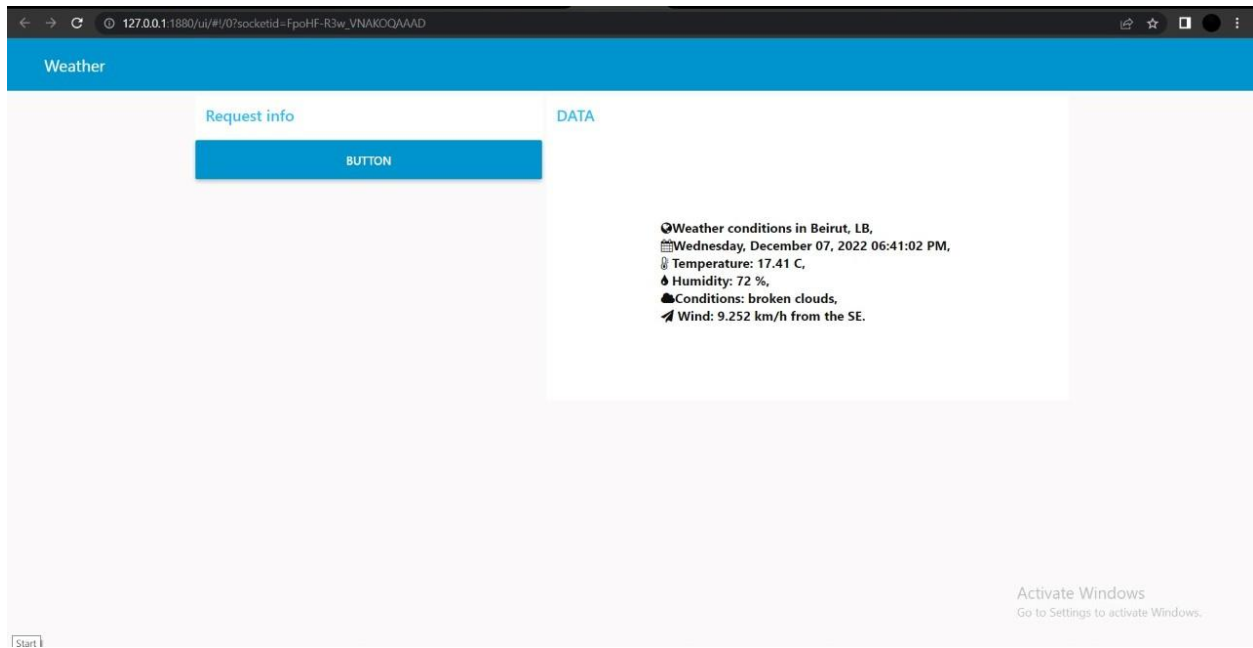 127.0.0.1:1880/ui/#!/0?socketid=FpoHF-R3w_VNAKOQAAAD
Weather
Request info
DATA
BUTTON
Weather conditions in Beirut, LB,
Wednesday, December 07, 2022 06:41:02 PM,
Temperature: 17.41 C,
Humidity: 72 %,
Conditions: broken clouds,
Wind: 9.252 km/h from the SE.
Activate Windows
Go to Settings to activate Windows.
Start